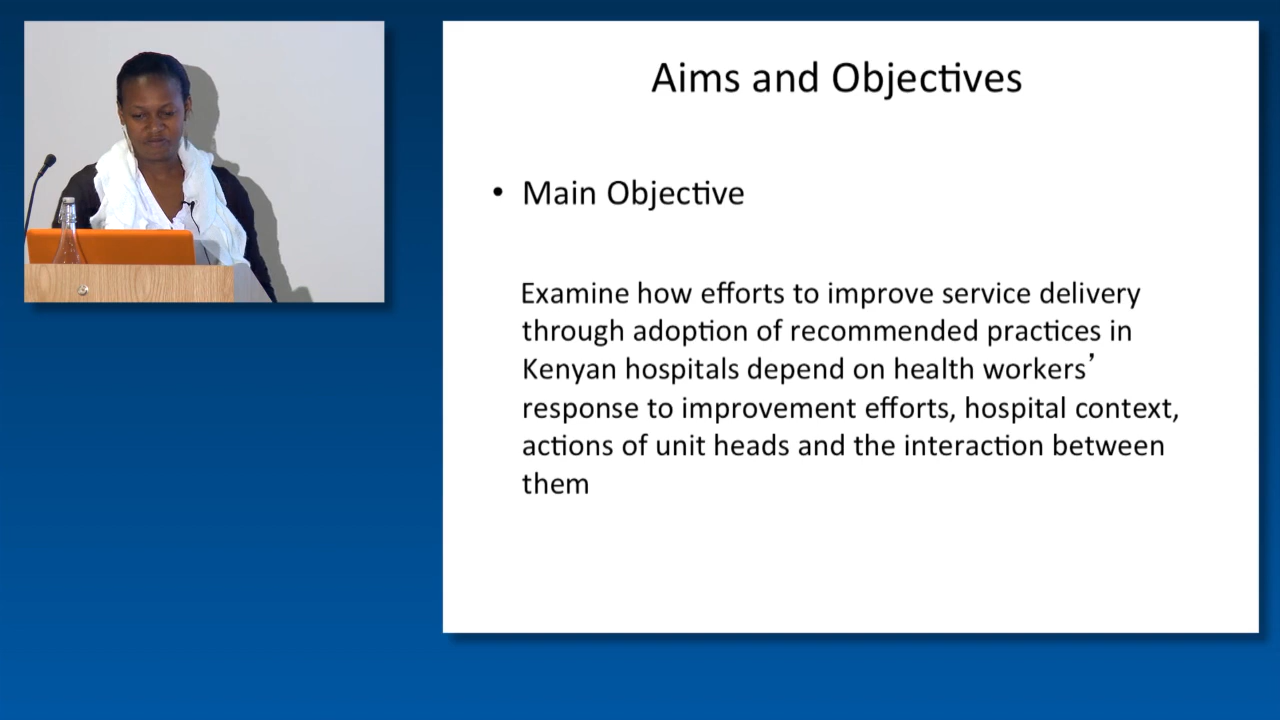 Aims and Objectives
• Main Objective
Examine how efforts to improve service delivery
through adoption of recommended practices in
Kenyan hospitals depend on health workers’
response to improvement efforts, hospital context,
actions of unit heads and the interaction between
them